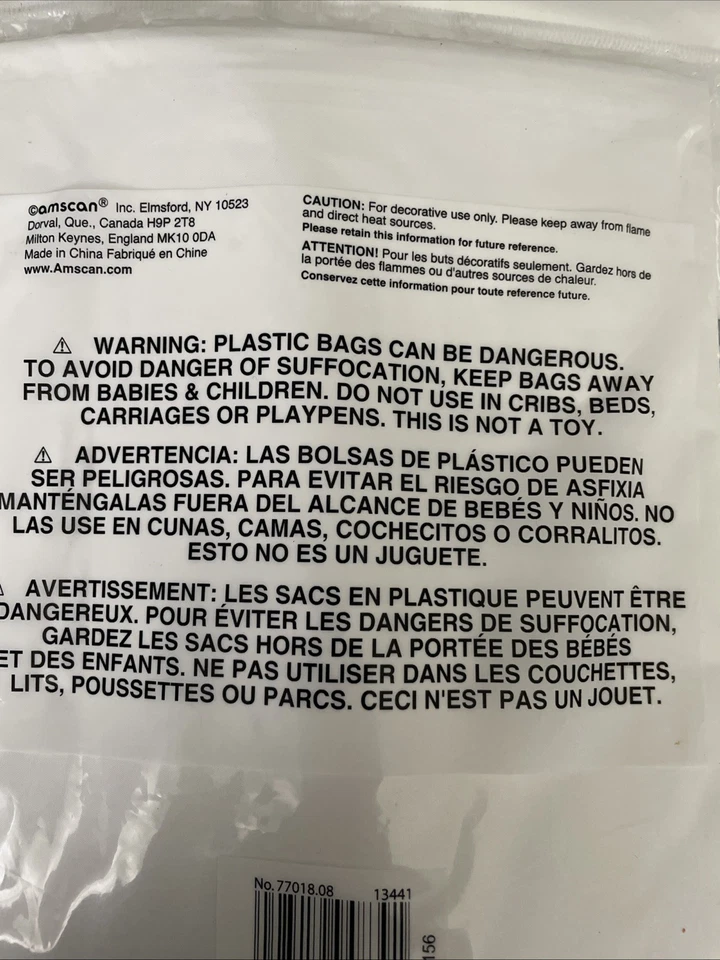 ©amscan® Inc. Elmsford, NY 10523
Dorval, Que., Canada H9P 2T8
Milton Keynes, England MK10 0DA
Made in China Fabriqué en Chine
www.Amscan.com
CAUTION: For decorative use only. Please keep away from flame
and direct heat sources.
Please retain this information for future reference.
ATTENTION! Pour les buts décoratifs seulement. Gardez hors de
la portée des flammes ou d'autres sources de chaleur.
Conservez cette information pour toute reference future.
⚠ WARNING: PLASTIC BAGS CAN BE DANGEROUS.
TO AVOID DANGER OF SUFFOCATION, KEEP BAGS AWAY
FROM BABIES & CHILDREN. DO NOT USE IN CRIBS, BEDS,
CARRIAGES OR PLAYPENS. THIS IS NOT A TOY.
⚠ ADVERTENCIA: LAS BOLSAS DE PLÁSTICO PUEDEN
SER PELIGROSAS. PARA EVITAR EL RIESGO DE ASFIXIA
MANTÉNGALAS FUERA DEL ALCANCE DE BEBÉS Y NIÑOS. NO
LAS USE EN CUNAS, CAMAS, COCHECITOS O CORRALITOS.
ESTO NO ES UN JUGUETE.
⚠ AVERTISSEMENT: LES SACS EN PLASTIQUE PEUVENT ÊTRE
DANGEREUX. POUR ÉVITER LES DANGERS DE SUFFOCATION,
GARDEZ LES SACS HORS DE LA PORTÉE DES BÉBÉS
ET DES ENFANTS. NE PAS UTILISER DANS LES COUCHETTES,
LITS, POUSSETTES OU PARCS. CECI N'EST PAS UN JOUET.
No. 77018.08 13441
156